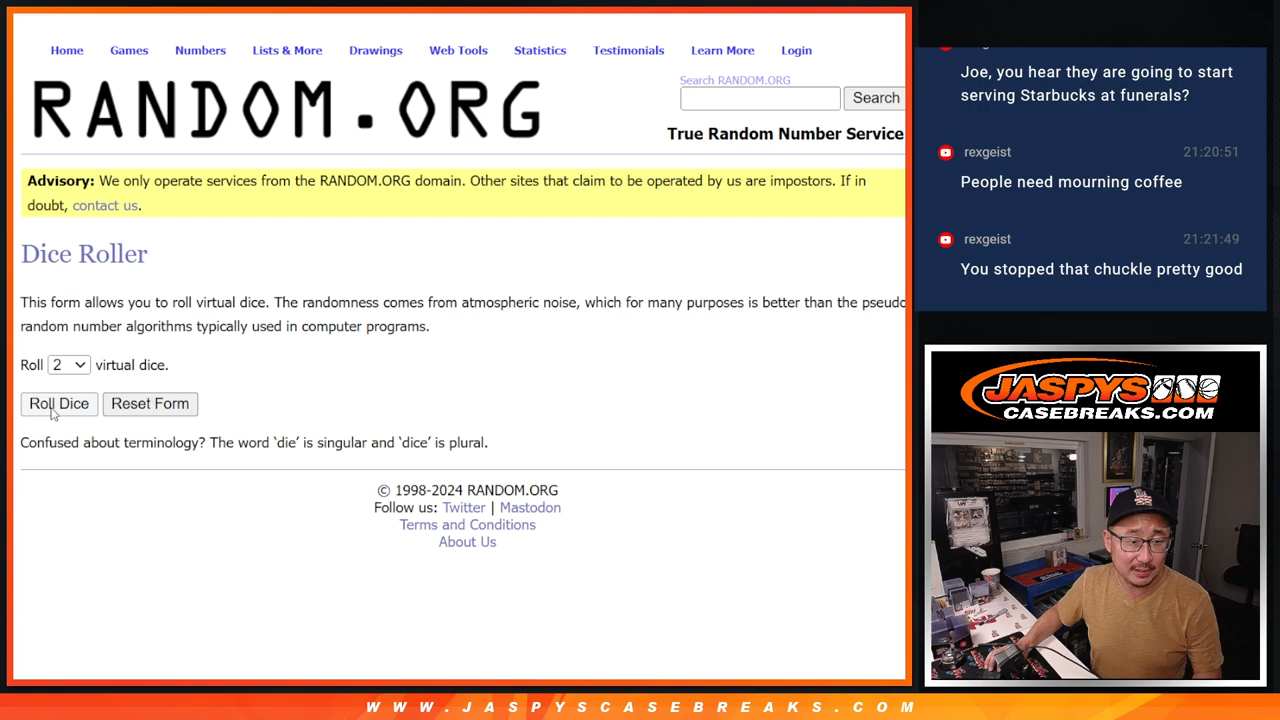 Home Games Numbers Lists & More Drawings Web Tools Statistics Testimonials Learn More Login
RANDOM.ORG
Search RANDOM.ORG
Search
True Random Number Service
Advisory: We only operate services from the RANDOM.ORG domain. Other sites that claim to be operated by us are impostors. If in
doubt, contact us.
Dice Roller
This form allows you to roll virtual dice. The randomness comes from atmospheric noise, which for many purposes is better than the pseudo
random number algorithms typically used in computer programs.
Roll 2 virtual dice.
Roll Dice Reset Form
Confused about terminology? The word ‘die’ is singular and ‘dice’ is plural.
© 1998-2024 RANDOM.ORG
Follow us: Twitter | Mastodon
Terms and Conditions
About Us
Joe, you hear they are going to start
serving Starbucks at funerals?
rexgeist 21:20:51
People need mourning coffee
rexgeist 21:21:49
You stopped that chuckle pretty good
JASPYS
CASEBREAKS.COM
WWW.JASPYSCASEBREAKS.COM